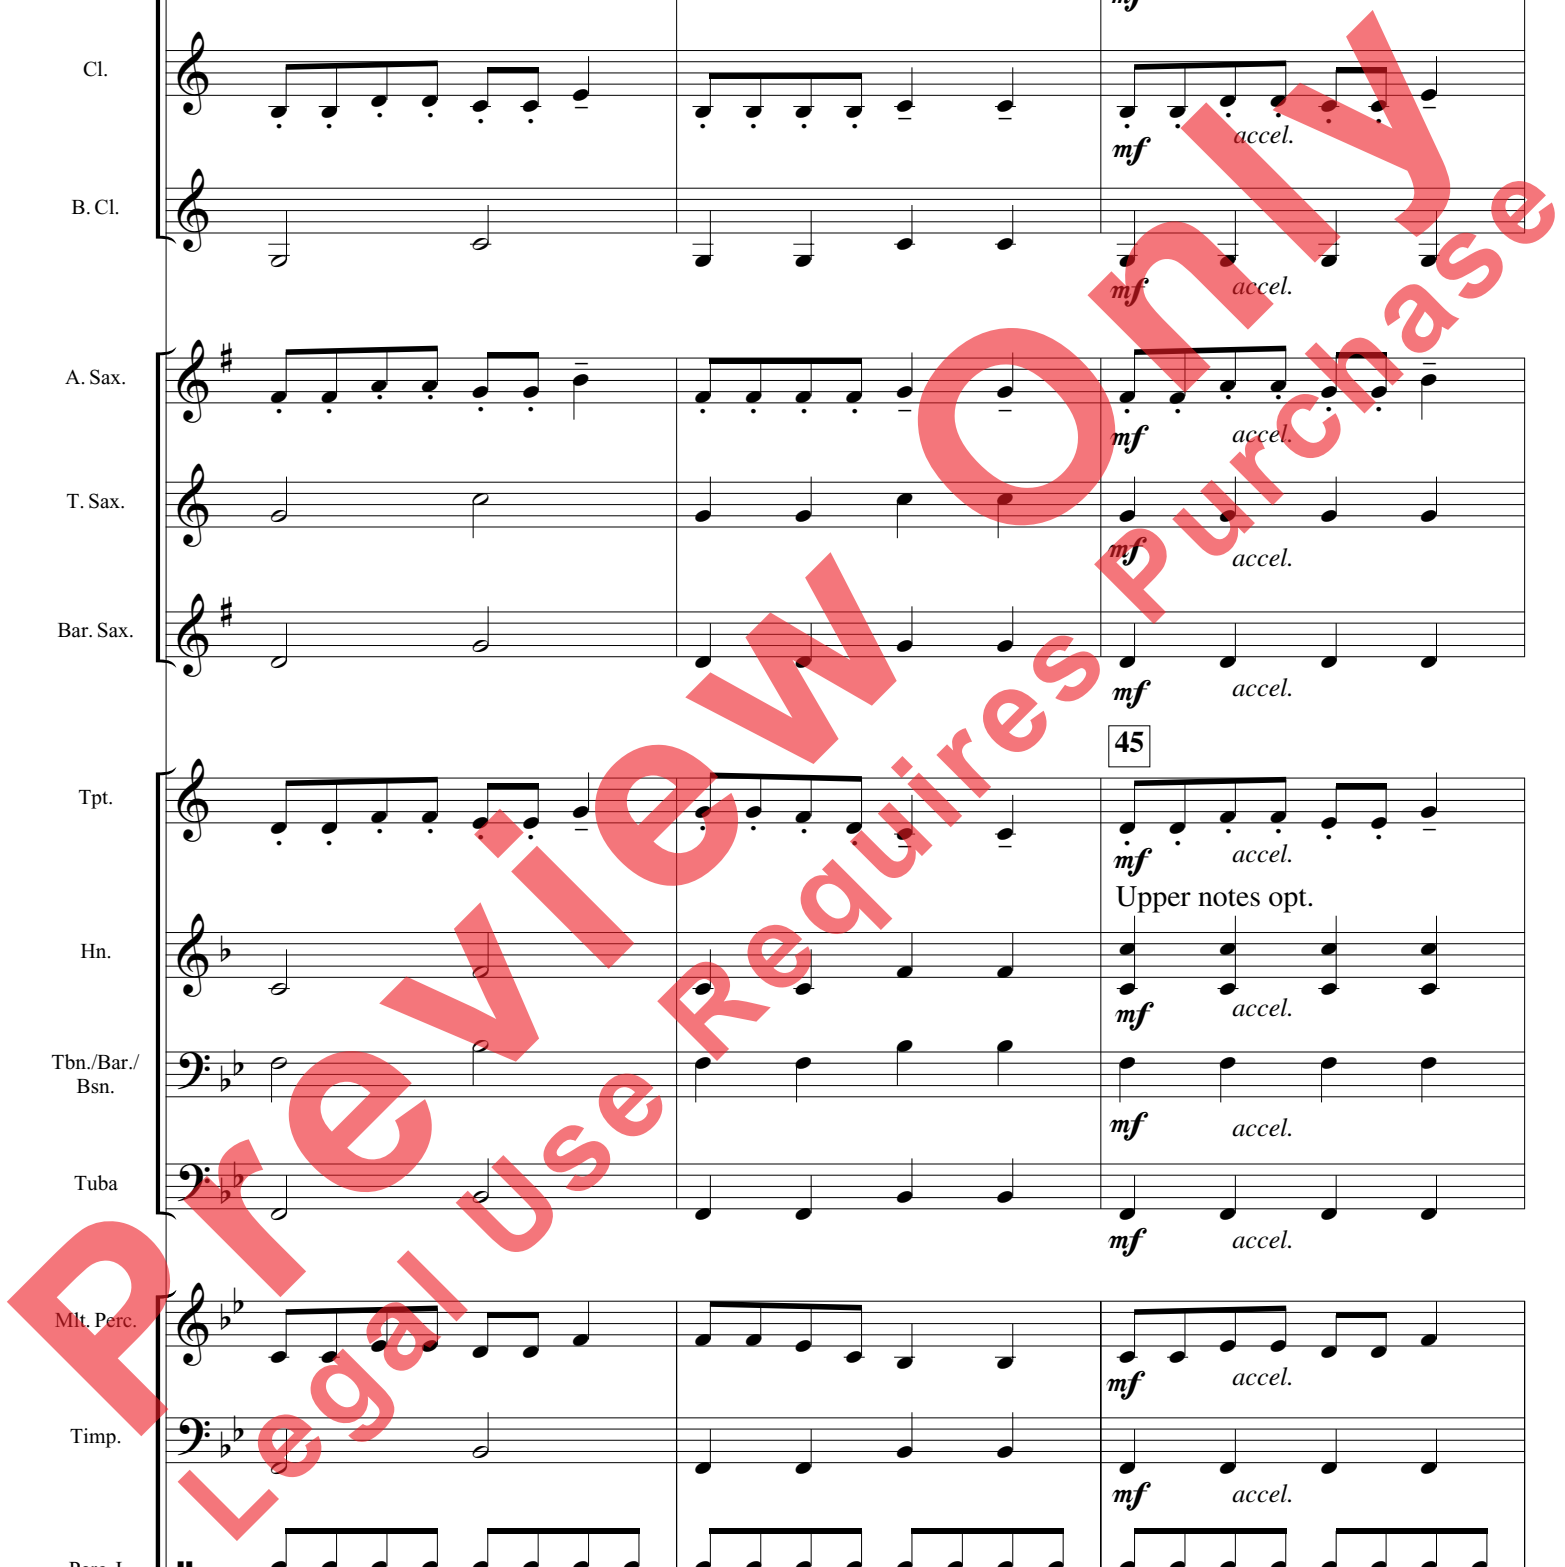 mf
Cl.
mf
accel.
B. Cl.
mf
accel.
A. Sax.
mf
accel.
T. Sax.
mf
accel.
Bar. Sax.
mf
accel.
45
Tpt.
mf
accel.
Upper notes opt.
Hn.
mf
accel.
Tbn./Bar./
Bsn.
mf
accel.
Tuba
mf
accel.
Mlt. Perc.
mf
accel.
Timp.
mf
accel.
Preview Only
Legal Use Requires Purchase